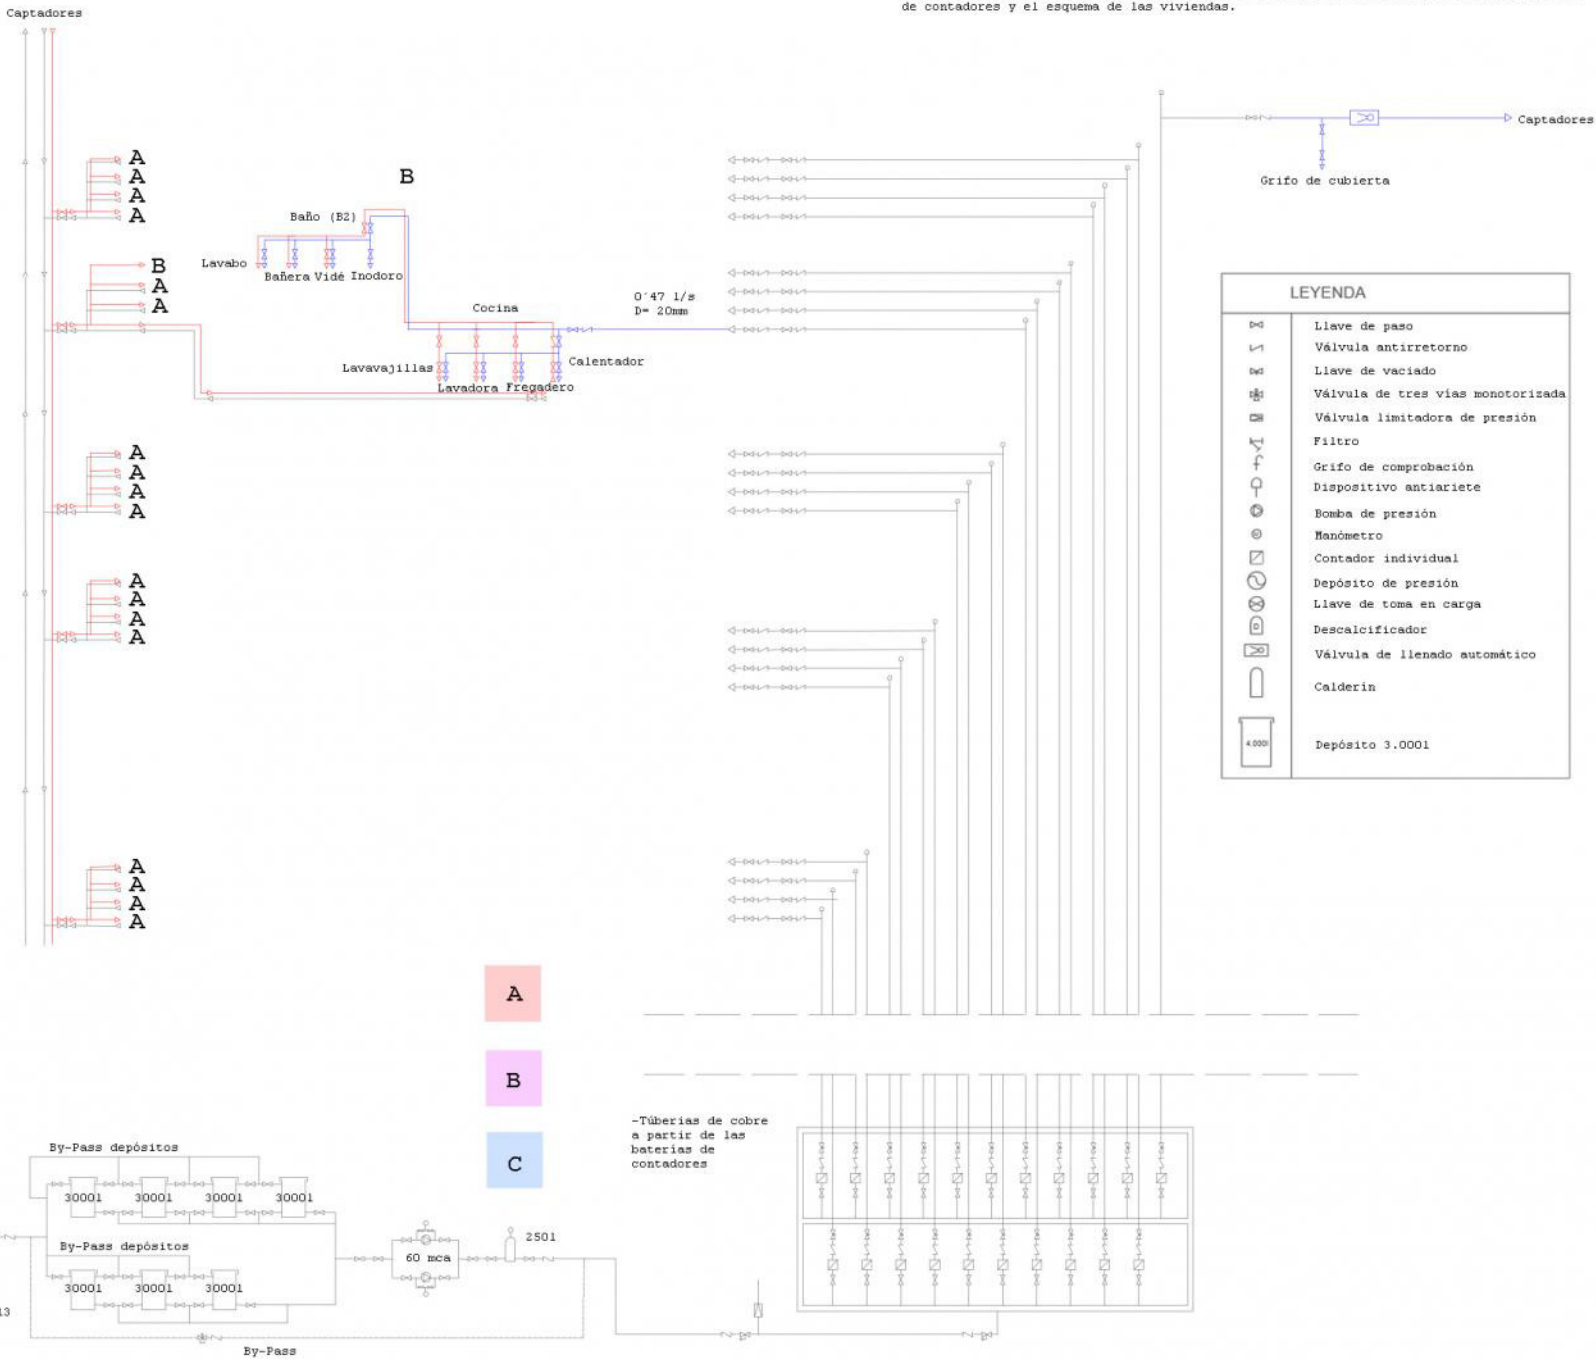 de contadores y el esquema de las viviendas.
Captadores
Captadores
Grifo de cubierta
A
A
A
A
B
A
A
B
Baño (B2)
Lavabo
Bañera Vidé Inodoro
Cocina
0´47 l/s
D= 20mm
Lavavajillas
Calentador
Lavadora Fregadero
A
A
A
A
A
A
A
A
A
A
A
A
LEYENDA
Llave de paso
Válvula antirretorno
Llave de vaciado
Válvula de tres vías monotorizada
Válvula limitadora de presión
Filtro
Grifo de comprobación
Dispositivo antiariete
Bomba de presión
Manómetro
Contador individual
Depósito de presión
Llave de toma en carga
D
Descalcificador
Válvula de llenado automático
Calderín
4.000l
Depósito 3.000l
A
B
C
-Túberias de cobre
a partir de las
baterías de
contadores
By-Pass depósitos
3000l 3000l 3000l 3000l
By-Pass depósitos
3000l 3000l 3000l
60 mca
250l
13
By-Pass